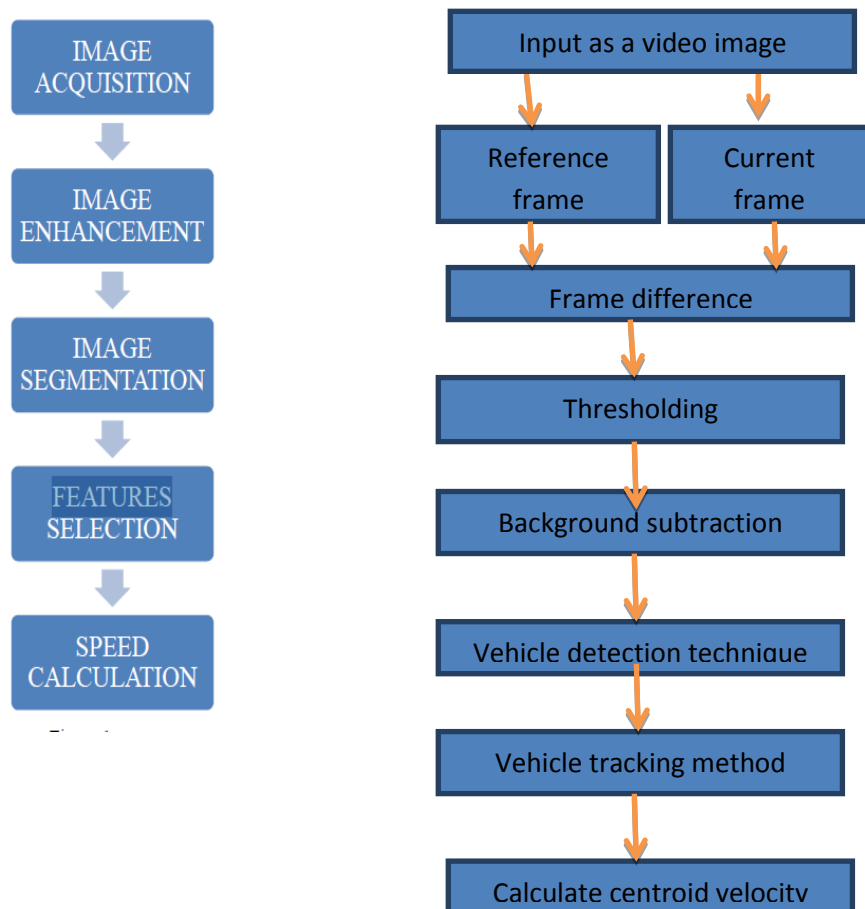 IMAGE
ACQUISITION
IMAGE
ENHANCEMENT
IMAGE
SEGMENTATION
FEATURES
SELECTION
SPEED
CALCULATION
Input as a video image
Reference
frame
Current
frame
Frame difference
Thresholding
Background subtraction
Vehicle detection technique
Vehicle tracking method
Calculate centroid velocity